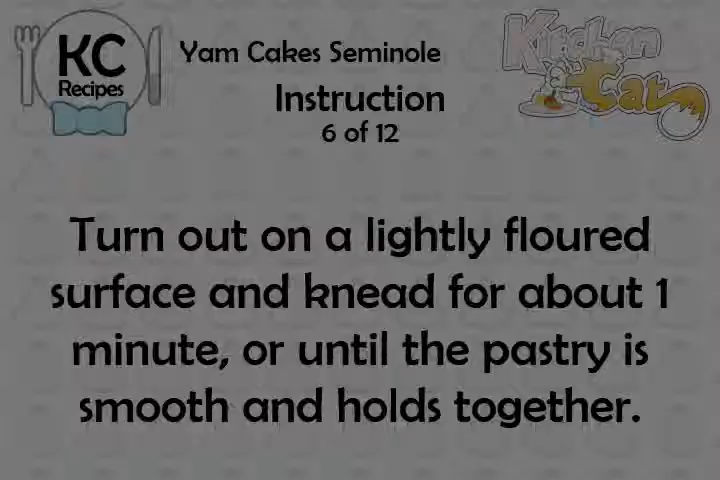 KC
Recipes
Yam Cakes Seminole
Instruction
6 of 12
Kitchen
Cat
Turn out on a lightly floured
surface and knead for about 1
minute, or until the pastry is
smooth and holds together.